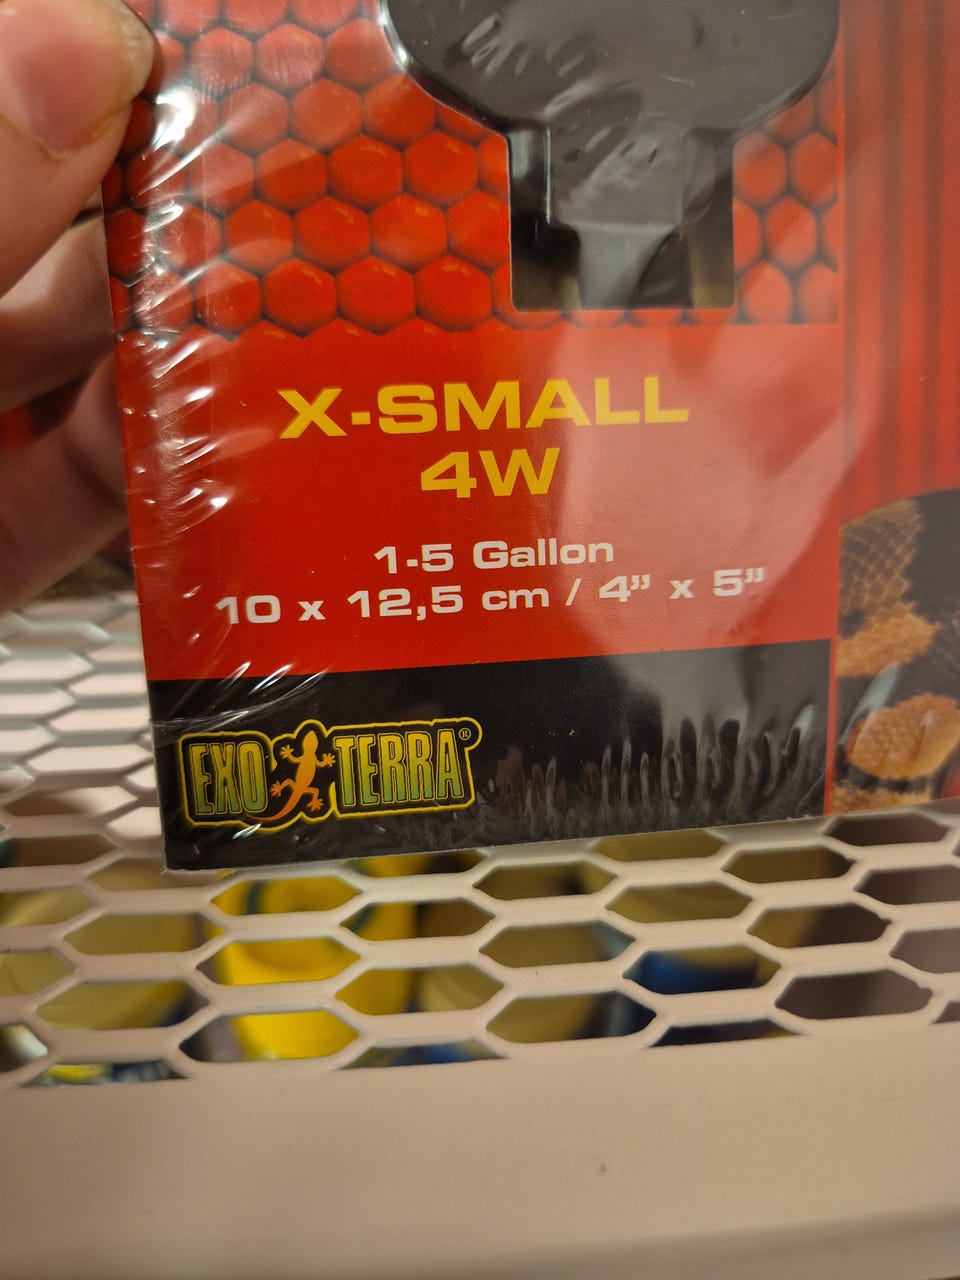 X-SMALL
4W
1-5 Gallon
10 x 12,5 cm / 4” x 5”
EXO TERRA®